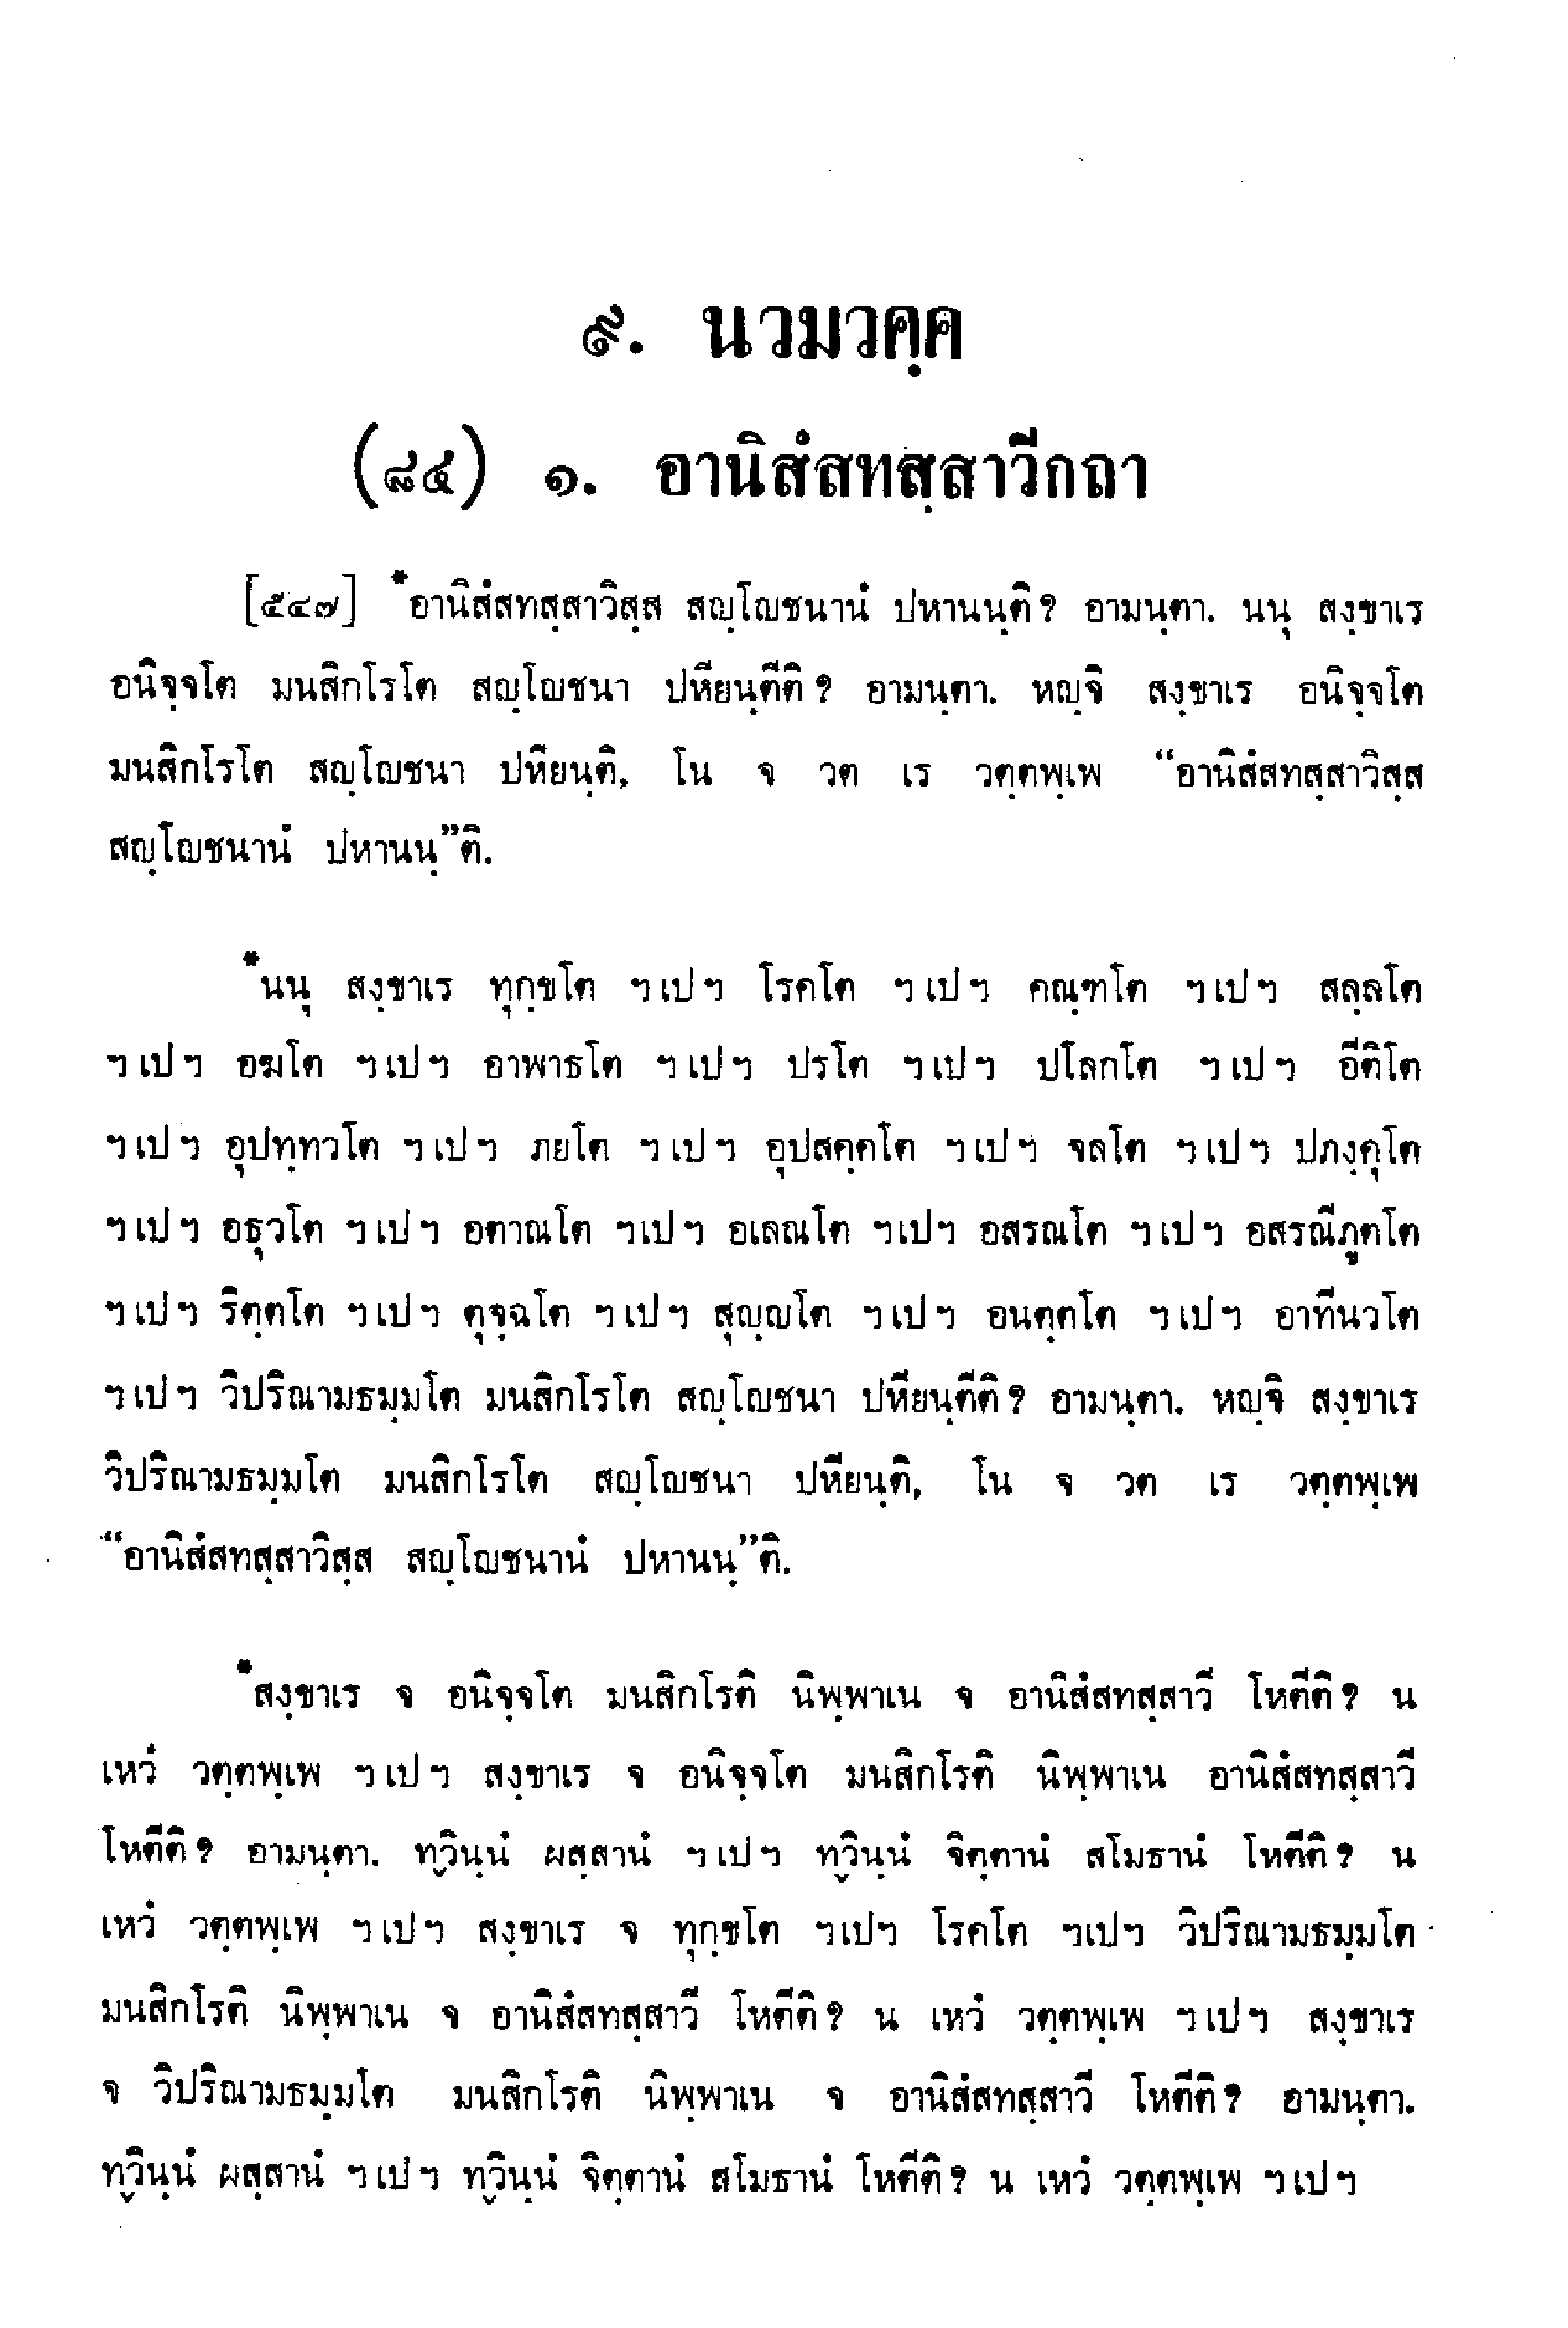 ๙. นวมวคฺค
(๘๔) ๑. อานิสํสทสฺสาวีกถา
[๕๔๗] *อานิสํสทสฺสาวิสฺส สญฺโญชนานํ ปหานนฺติ? อามนฺตา. นนุ สงฺขาเร
อนิจฺจโต มนสิกโรโต สญฺโญชนา ปหียนฺตีติ? อามนฺตา. หญฺจิ สงฺขาเร อนิจฺจโต
มนสิกโรโต สญฺโญชนา ปหียนฺติ, โน จ วต เร วตฺตพฺเพ “อานิสํสทสฺสาวิสฺส
สญฺโญชนานํ ปหานนฺ”ติ.
*นนุ สงฺขาเร ทุกฺขโต ฯเปฯ โรคโต ฯเปฯ คณฺฑโต ฯเปฯ สลฺลโต
ฯเปฯ อฆโต ฯเปฯ อาพาธโต ฯเปฯ ปรโต ฯเปฯ ปโลกโต ฯเปฯ อีติโต
ฯเปฯ อุปทฺทวโต ฯเปฯ ภยโต ฯเปฯ อุปสคฺคโต ฯเปฯ จลโต ฯเปฯ ปภงฺคุโต
ฯเปฯ อธุวโต ฯเปฯ อตาณโต ฯเปฯ อเลณโต ฯเปฯ อสรณโต ฯเปฯ อสรณีภูตโต
ฯเปฯ ริตฺตโต ฯเปฯ ตุจฺฉโต ฯเปฯ สุญฺญโต ฯเปฯ อนตฺตโต ฯเปฯ อาทีนวโต
ฯเปฯ วิปริณามธมฺมโต มนสิกโรโต สญฺโญชนา ปหียนฺตีติ? อามนฺตา. หญฺจิ สงฺขาเร
วิปริณามธมฺมโต มนสิกโรโต สญฺโญชนา ปหียนฺติ, โน จ วต เร วตฺตพฺเพ
“อานิสํสทสฺสาวิสฺส สญฺโญชนานํ ปหานนฺ”ติ.
*สงฺขาเร จ อนิจฺจโต มนสิกโรติ นิพฺพาเน จ อานิสํสทสฺสาวี โหตีติ? น
เหวํ วตฺตพฺเพ ฯเปฯ สงฺขาเร จ อนิจฺจโต มนสิกโรติ นิพฺพาเน อานิสํสทสฺสาวี
โหตีติ? อามนฺตา. ทฺวินฺนํ ผสฺสานํ ฯเปฯ ทฺวินฺนํ จิตฺตานํ สโมธานํ โหตีติ? น
เหวํ วตฺตพฺเพ ฯเปฯ สงฺขาเร จ ทุกฺขโต ฯเปฯ โรคโต ฯเปฯ วิปริณามธมฺมโต
มนสิกโรติ นิพฺพาเน จ อานิสํสทสฺสาวี โหตีติ? น เหวํ วตฺตพฺเพ ฯเปฯ สงฺขาเร
จ วิปริณามธมฺมโต มนสิกโรติ นิพฺพาเน จ อานิสํสทสฺสาวี โหตีติ? อามนฺตา.
ทฺวินฺนํ ผสฺสานํ ฯเปฯ ทฺวินฺนํ จิตฺตานํ สโมธานํ โหตีติ? น เหวํ วตฺตพฺเพ ฯเปฯ